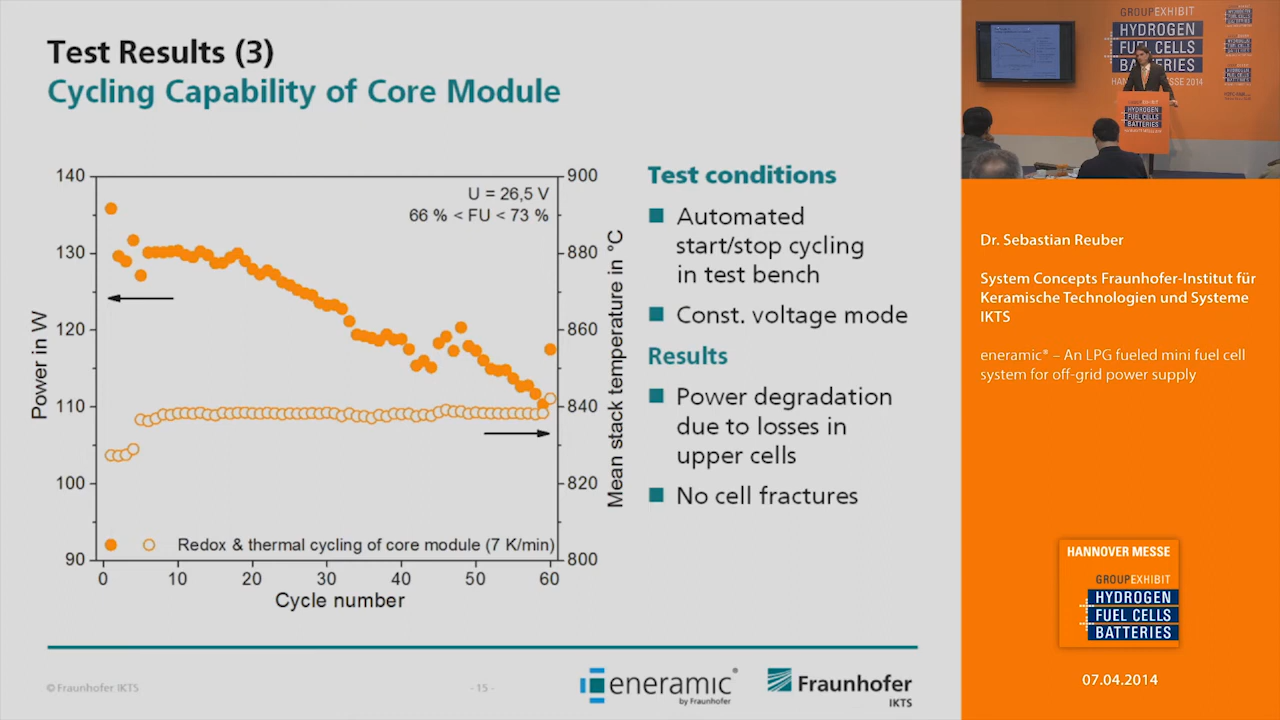 Test Results (3)
Cycling Capability of Core Module
140
130
120
110
100
90
Power in W
900
880
860
840
820
800
Mean stack temperature in °C
U = 26,5 V
66 % < FU < 73 %
Redox & thermal cycling of core module (7 K/min)
0 10 20 30 40 50 60
Cycle number
Test conditions
Automated
start/stop cycling
in test bench
Const. voltage mode
Results
Power degradation
due to losses in
upper cells
No cell fractures
© Fraunhofer IKTS
- 15 -
eneramic®
by Fraunhofer
Fraunhofer
IKTS
GROUPEXHIBIT
HYDROGEN
FUEL CELLS
BATTERIES
HYDROGEN
FUEL CELLS
BATTERIES
Dr. Sebastian Reuber
System Concepts Fraunhofer-Institut für
Keramische Technologien und Systeme
IKTS
eneramic® – An LPG fueled mini fuel cell
system for off-grid power supply
HANNOVER MESSE
GROUPEXHIBIT
HYDROGEN
FUEL CELLS
BATTERIES
07.04.2014